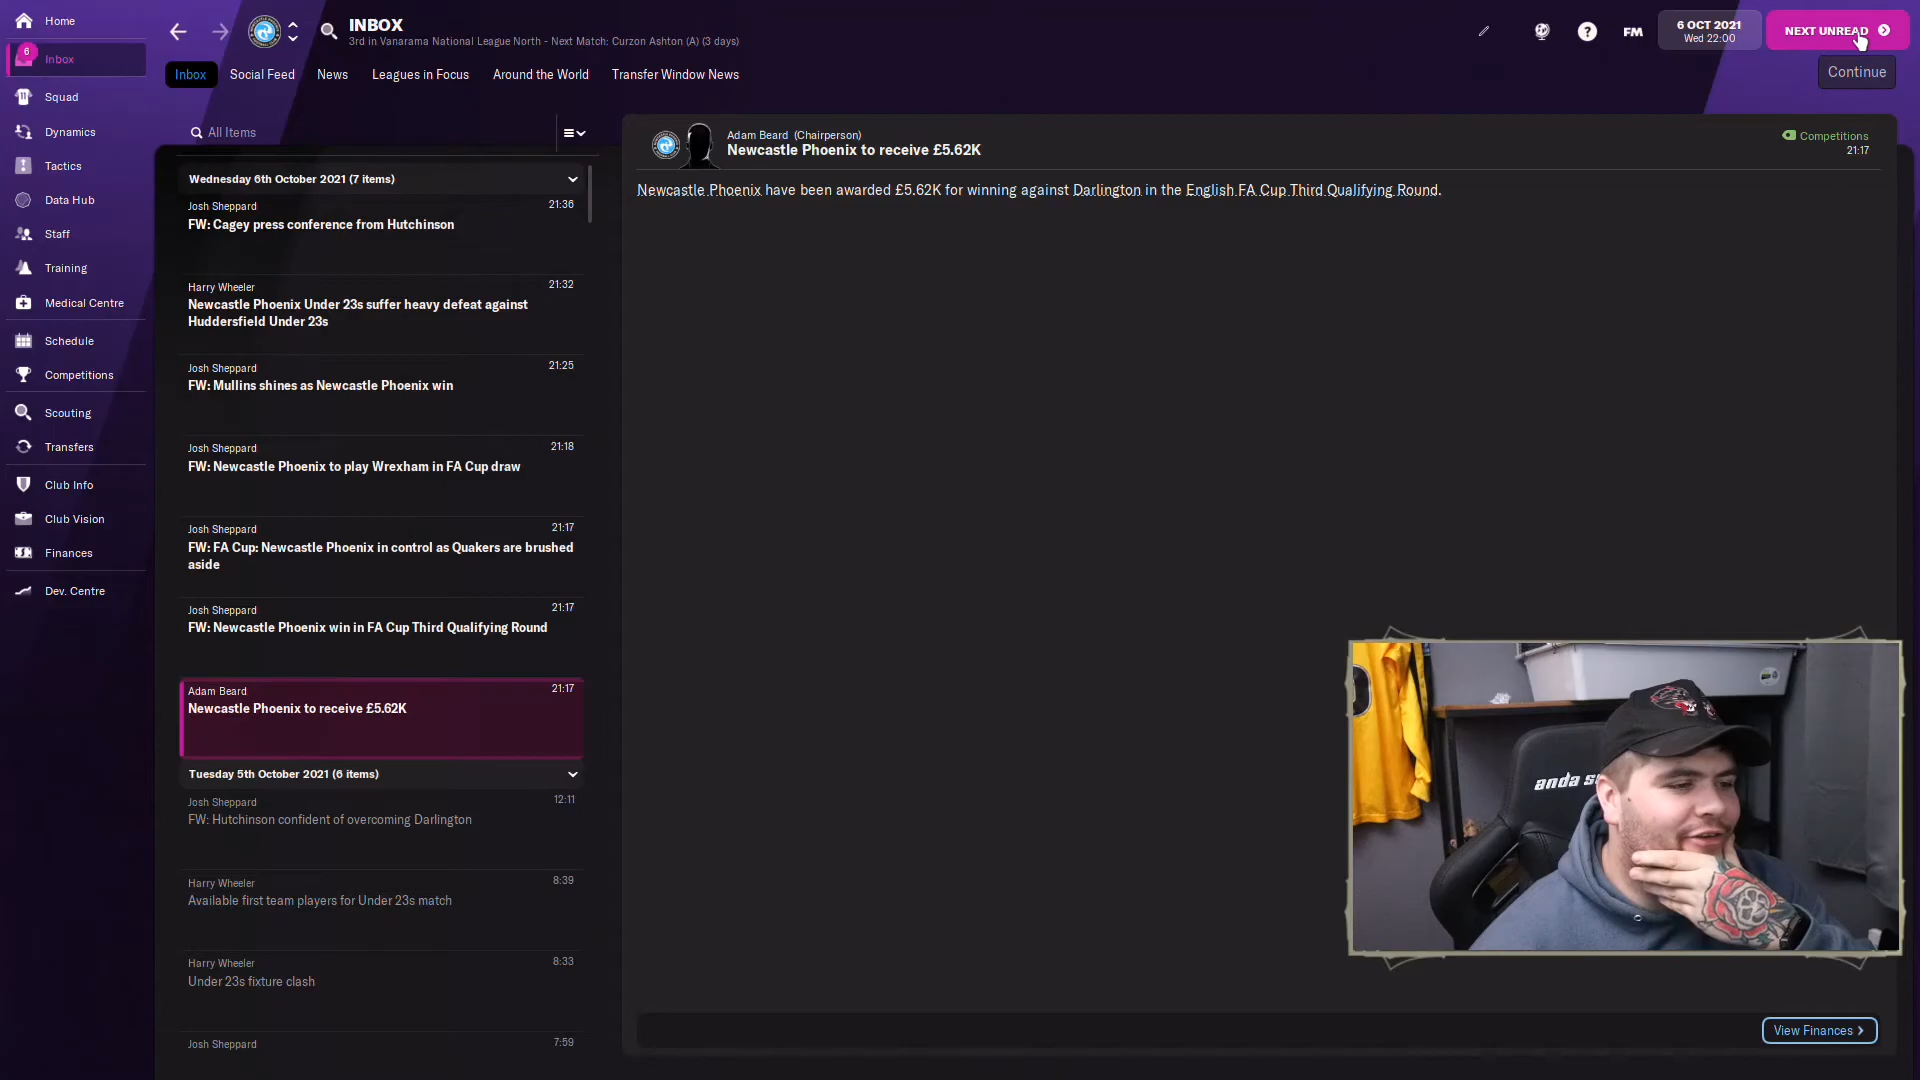 Home
6
Inbox
Squad
Dynamics
Tactics
Data Hub
Staff
Training
Medical Centre
Schedule
Competitions
Scouting
Transfers
Club Info
Club Vision
Finances
Dev. Centre
INBOX
3rd in Vanarama National League North - Next Match: Curzon Ashton (A) (3 days)
FM
6 OCT 2021
Wed 22:00
NEXT UNREAD
Continue
Inbox
Social Feed
News
Leagues in Focus
Around the World
Transfer Window News
All Items
Wednesday 6th October 2021 (7 items)
Josh Sheppard 21:36
FW: Cagey press conference from Hutchinson
Harry Wheeler 21:32
Newcastle Phoenix Under 23s suffer heavy defeat against
Huddersfield Under 23s
Josh Sheppard 21:25
FW: Mullins shines as Newcastle Phoenix win
Josh Sheppard 21:18
FW: Newcastle Phoenix to play Wrexham in FA Cup draw
Josh Sheppard 21:17
FW: FA Cup: Newcastle Phoenix in control as Quakers are brushed
aside
Josh Sheppard 21:17
FW: Newcastle Phoenix win in FA Cup Third Qualifying Round
Adam Beard 21:17
Newcastle Phoenix to receive £5.62K
Tuesday 5th October 2021 (6 items)
Josh Sheppard 12:11
FW: Hutchinson confident of overcoming Darlington
Harry Wheeler 8:39
Available first team players for Under 23s match
Harry Wheeler 8:33
Under 23s fixture clash
Josh Sheppard 7:59
Adam Beard (Chairperson)
Newcastle Phoenix to receive £5.62K
Competitions
21:17
Newcastle Phoenix have been awarded £5.62K for winning against Darlington in the English FA Cup Third Qualifying Round.
anda s
View Finances